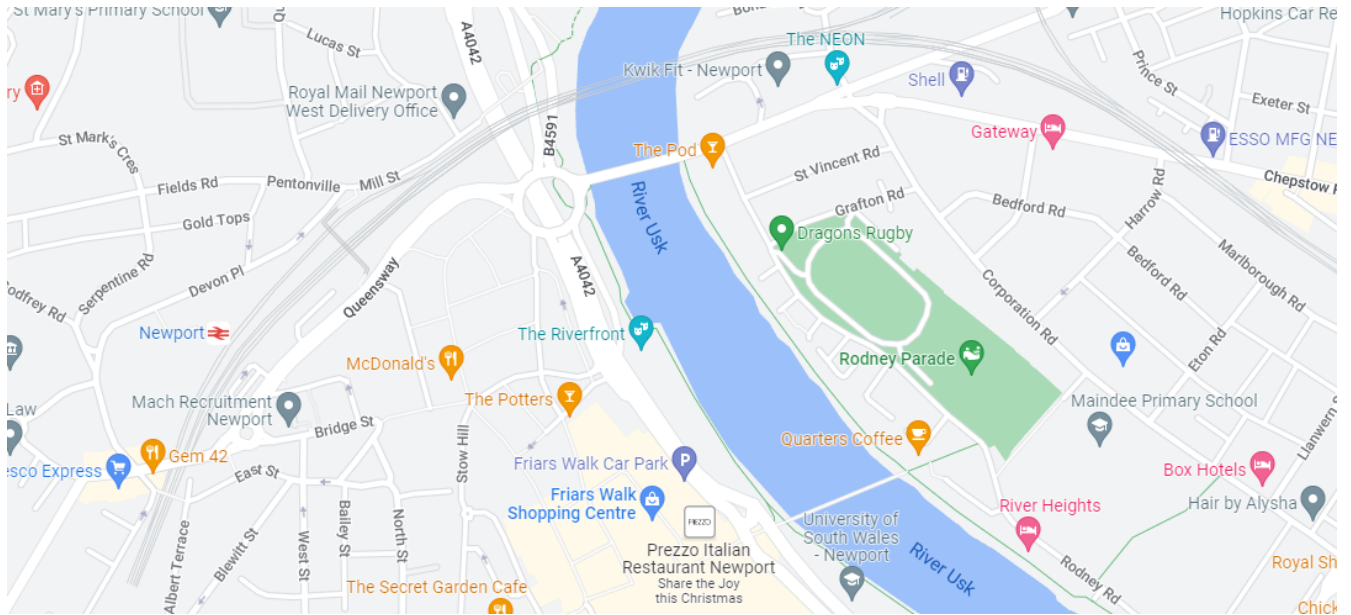 St Mary's Primary School
Lucas St
A4042
The NEON
Kwik Fit - Newport
Hopkins Car Re
Prince St
Royal Mail Newport
West Delivery Office
ry
B4591
Shell
Exeter St
St Mark's Cres
The Pod
Gateway
ESSO MFG NE
St Vincent Rd
Fields Rd
Pentonville
Mill St
Chepstow
Gold Tops
River Usk
Grafton Rd
Bedford Rd
Harrow Rd
Dragons Rugby
Serpentine Rd
Devon Pl
Queensway
A4042
Corporation Rd
Bedford Rd
Marlborough Rd
Godfrey Rd
Newport
The Riverfront
Eton Rd
McDonald's
Rodney Parade
Law
Mach Recruitment
Newport
The Potters
Maindee Primary School
Bridge St
Stow Hill
Quarters Coffee
Llanwern S
Gem 42
esco Express
East St
Friars Walk Car Park
Box Hotels
Friars Walk
Shopping Centre
PREZZO
River Heights
Hair by Alysha
Albert Terrace
Blewitt St
West St
Bailey St
North St
Prezzo Italian
Restaurant Newport
Share the Joy
this Christmas
University of
South Wales
- Newport
River Usk
Rodney Rd
Royal Sh
The Secret Garden Cafe
Chick